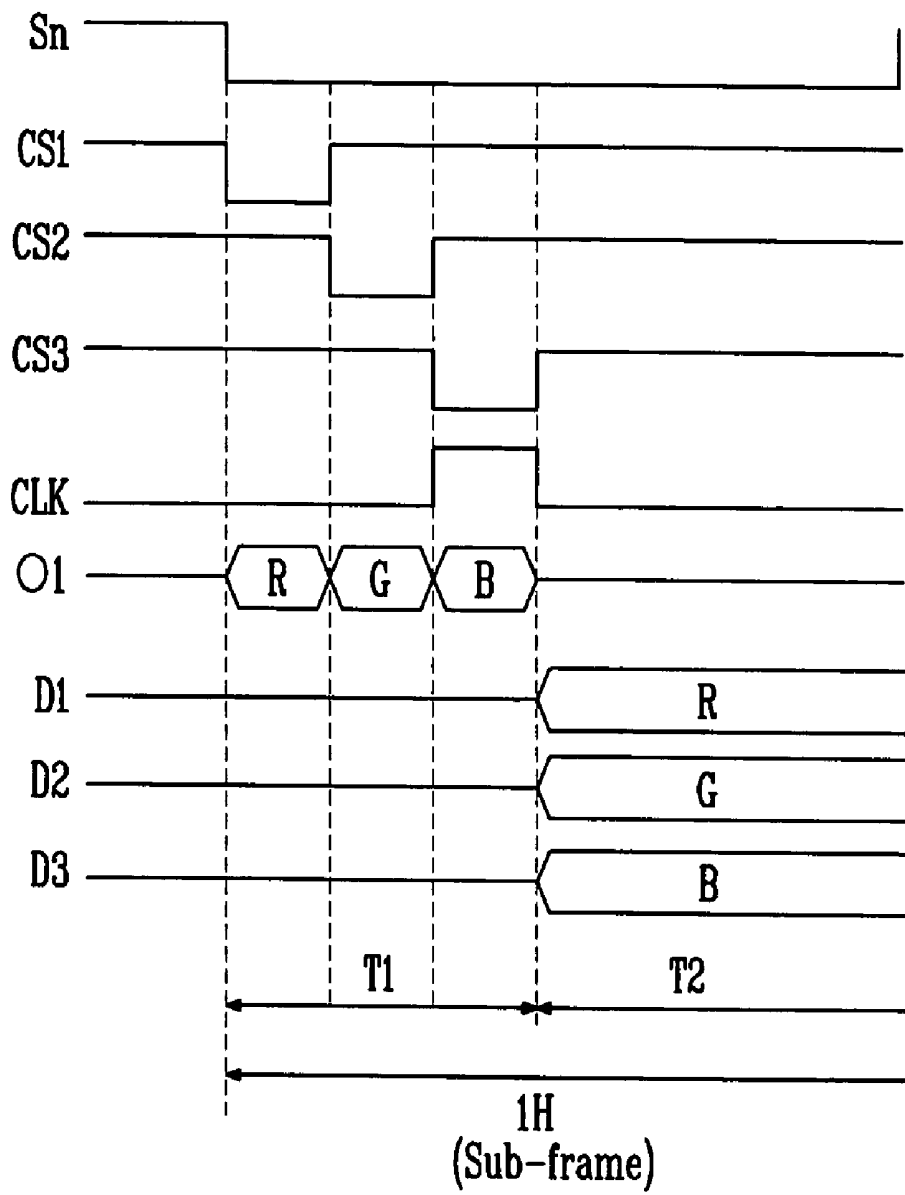 Sn
CS1
CS2
CS3
CLK
O1 R G B
D1 R
D2 G
D3 B
T1 T2
1H
(Sub-frame)